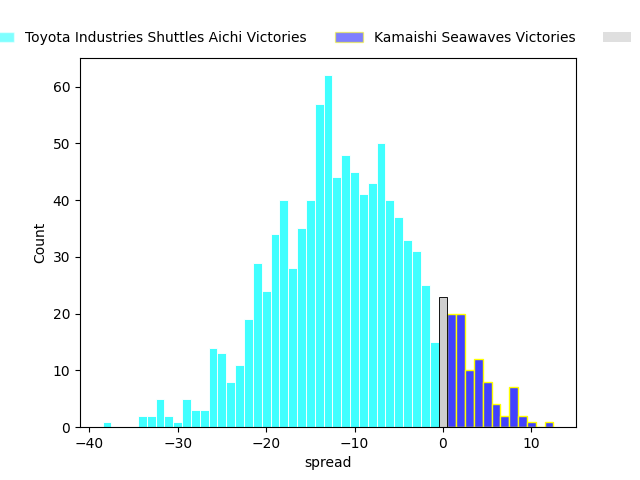 Toyota Industries Shuttles Aichi Victories Kamaishi Seawaves Victories
60
50
40
30
20
10
0
Count
−40 −30 −20 −10 0 10
spread